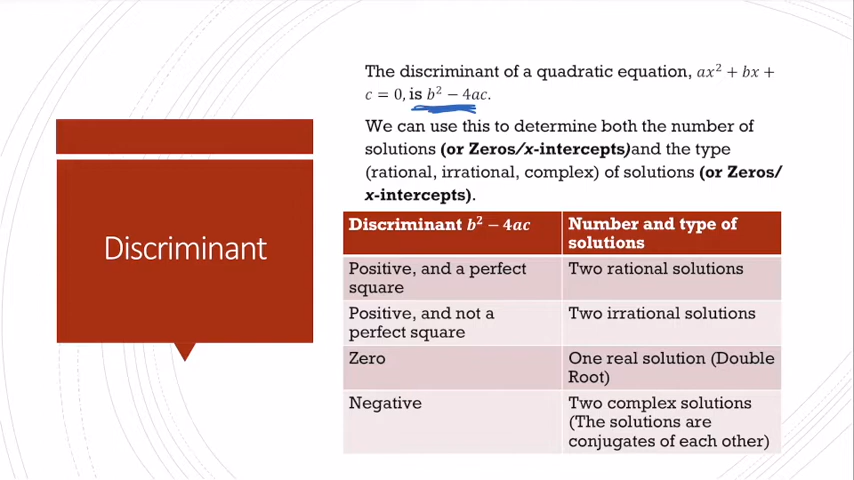 Discriminant
The discriminant of a quadratic equation, ax² + bx +
c = 0, is b² − 4ac.
We can use this to determine both the number of
solutions (or Zeros/x-intercepts)and the type
(rational, irrational, complex) of solutions (or Zeros/
x-intercepts).
Discriminant b² − 4ac
Number and type of
solutions
Positive, and a perfect
square
Two rational solutions
Positive, and not a
perfect square
Two irrational solutions
Zero
One real solution (Double
Root)
Negative
Two complex solutions
(The solutions are
conjugates of each other)